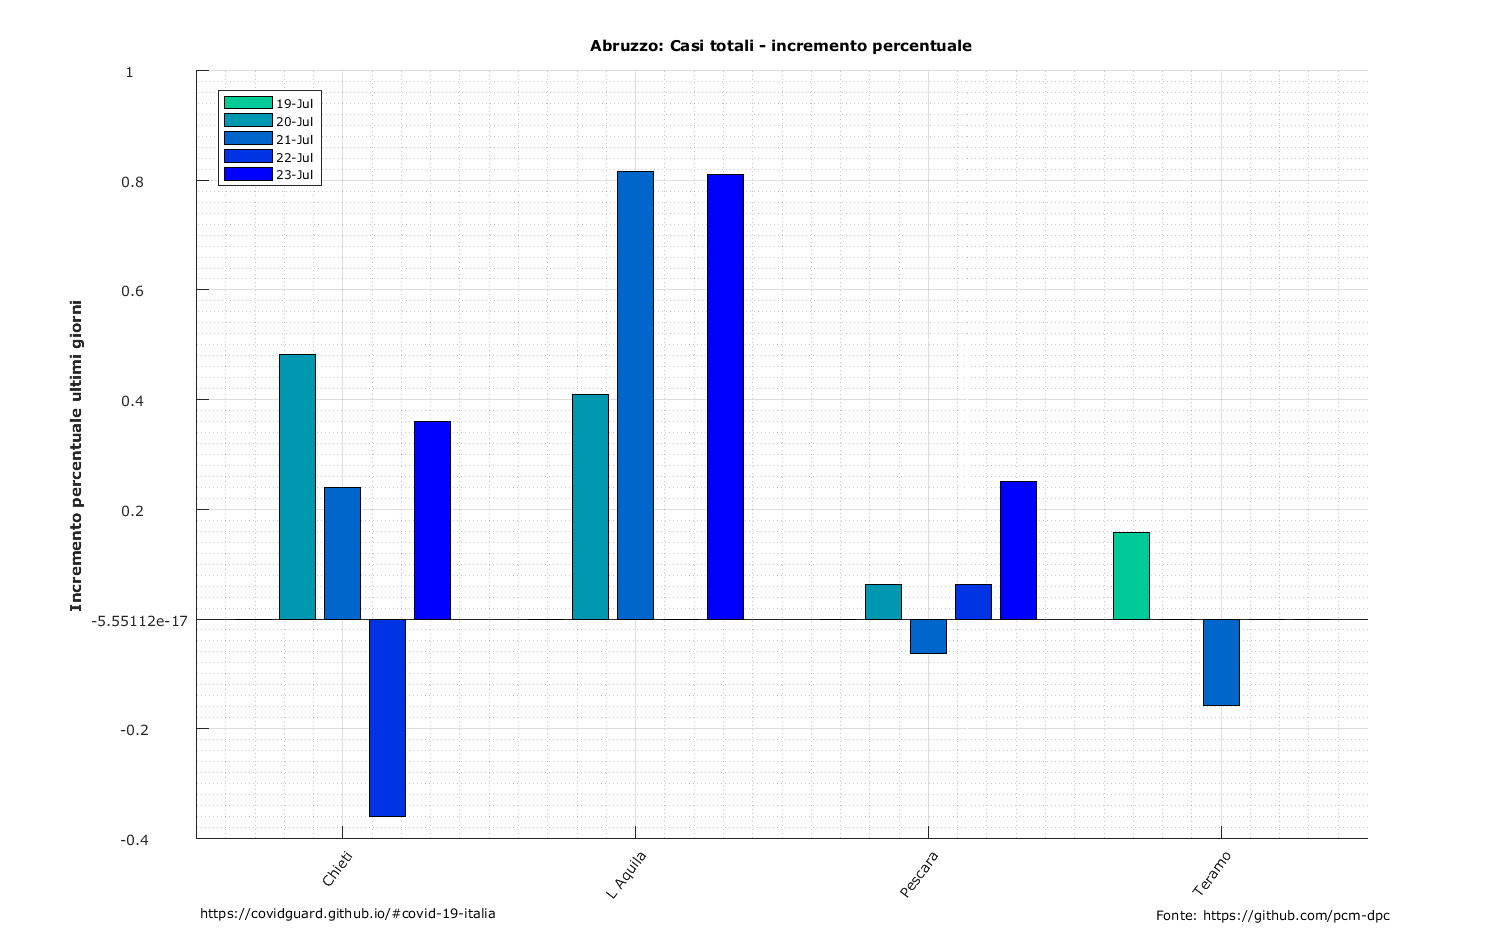 Abruzzo: Casi totali - incremento percentuale
1
0.8
0.6
0.4
0.2
-5.55112e-17
-0.2
-0.4
Incremento percentuale ultimi giorni
19-Jul
20-Jul
21-Jul
22-Jul
23-Jul
Chieti
L Aquila
Pescara
Teramo
https://covidguard.github.io/#covid-19-italia
Fonte: https://github.com/pcm-dpc